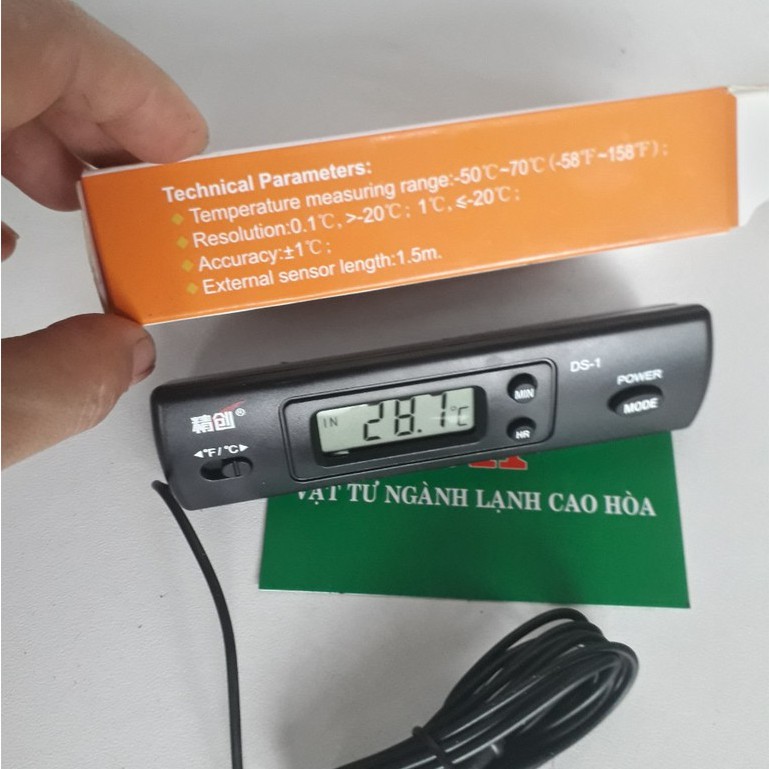 Technical Parameters:
Temperature measuring range:-50℃~70℃(-58℉~158℉);
Resolution:0.1℃,>-20℃; 1℃,≤-20℃;
Accuracy:±1℃;
External sensor length:1.5m.
精创®
◀℉/℃▶
IN 28.1℃
MIN
HR
DS-1
POWER
MODE
VẬT TƯ NGÀNH LẠNH CAO HÒA